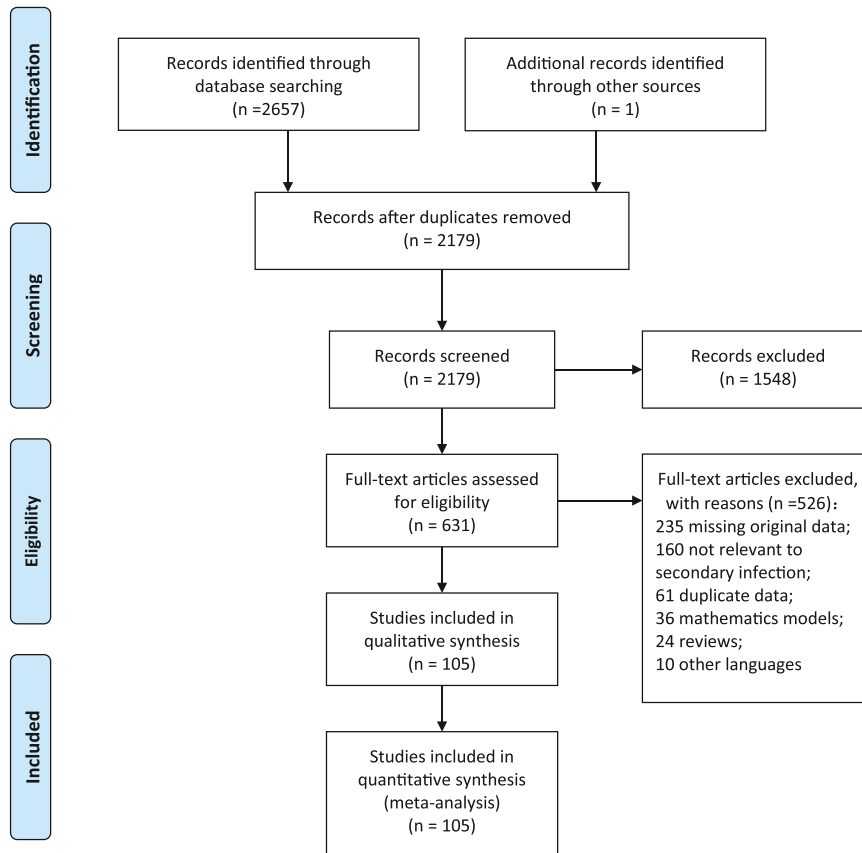 Identification
Records identified through
database searching
(n =2657)
Additional records identified
through other sources
(n = 1)
Records after duplicates removed
(n = 2179)
Screening
Records screened
(n = 2179)
Records excluded
(n = 1548)
Eligibility
Full-text articles assessed
for eligibility
(n = 631)
Full-text articles excluded,
with reasons (n =526)：
235 missing original data;
160 not relevant to
secondary infection;
61 duplicate data;
36 mathematics models;
24 reviews;
10 other languages
Studies included in
qualitative synthesis
(n = 105)
Included
Studies included in
quantitative synthesis
(meta-analysis)
(n = 105)